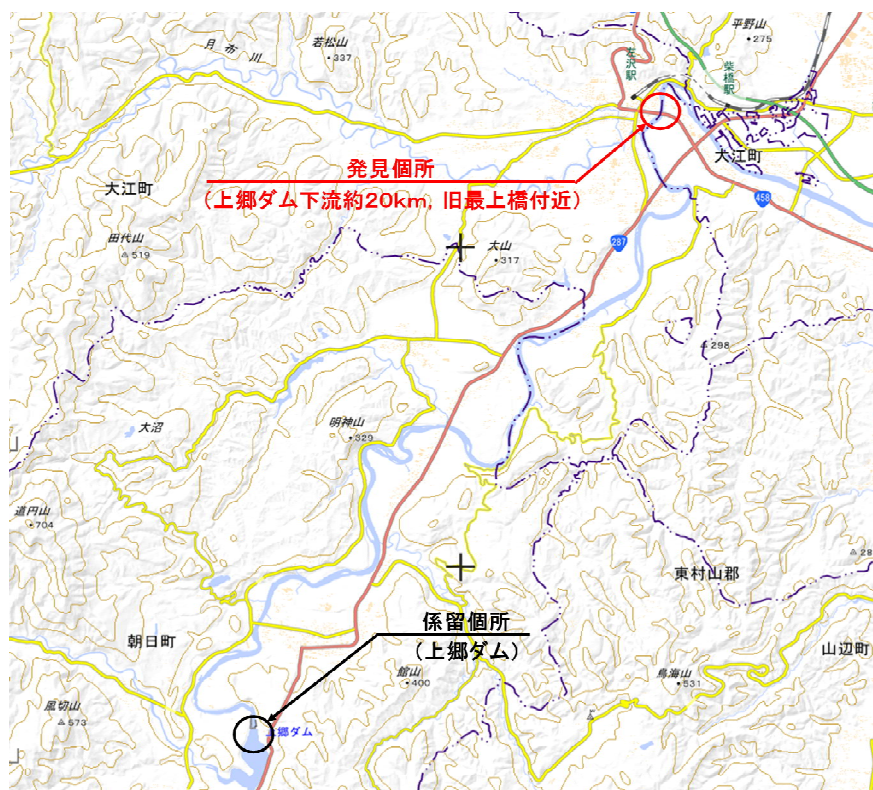 平野山
275
月布川
若松山
337
左沢駅
柴橋駅
大江町
発見個所
（上郷ダム下流約２０ｋｍ，旧最上橋付近）
大江町
458
田代山
519
大山
317
287
298
明神山
329
大沼
道円山
704
28
東村山郡
係留個所
（上郷ダム）
朝日町
山辺町
館山
400
鳥海山
531
風切山
573
上郷ダム